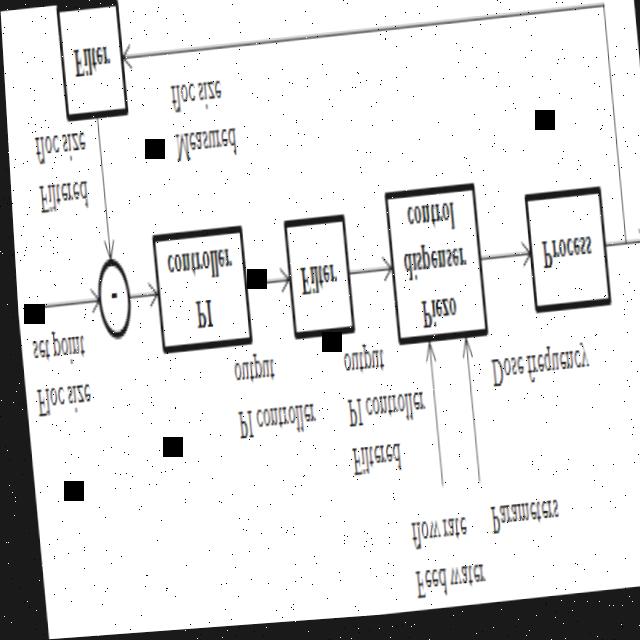 Feed water
flow rate
Parameters
Floc size
set point
PI controller
output
Filtered
PI controller
output
Dose frequency
PI
controller
Filter
Piezo
dispenser
control
Process
-
Filtered
floc size
Measured
floc size
Filter